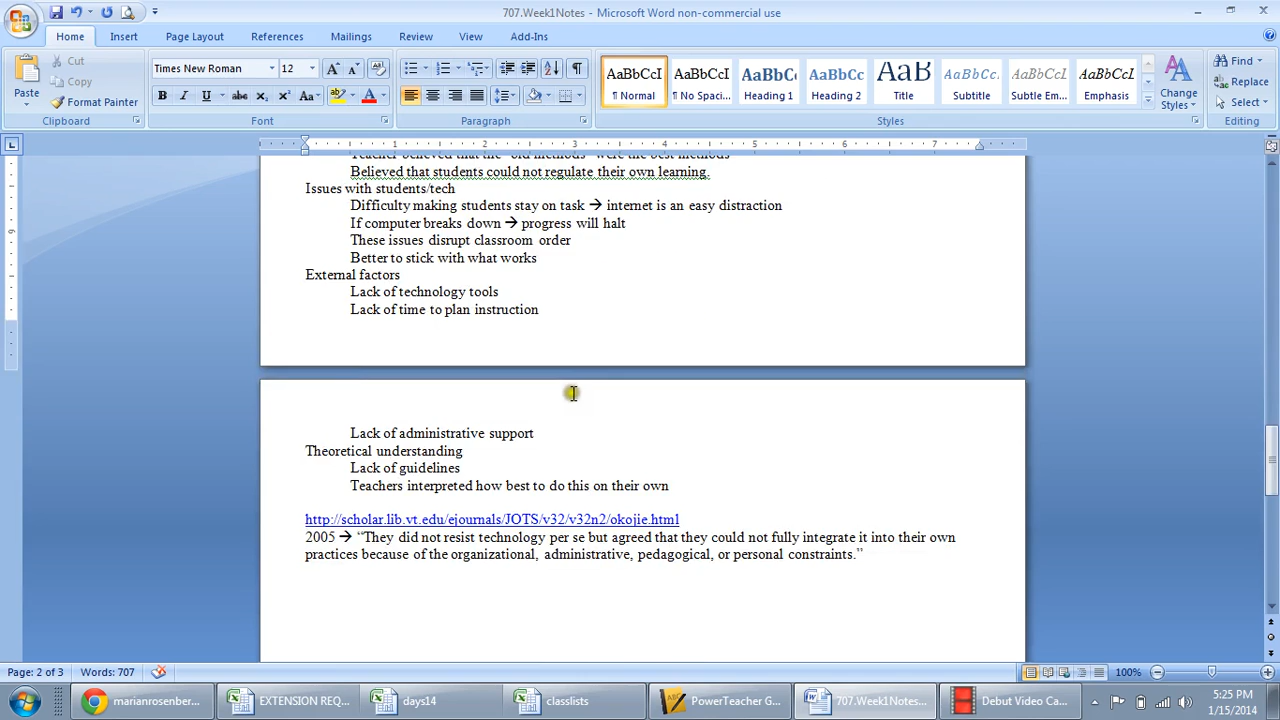 707.Week1Notes - Microsoft Word non-commercial use
Home Insert Page Layout References Mailings Review View Add-Ins
Paste
Cut
Copy
Format Painter
Clipboard
Times New Roman 12
Font
Paragraph
AaBbCcI AaBbCcI AaBbC AaBbCc AaB AaBbCcI AaBbCcI AaBbCcI
¶ Normal ¶ No Spaci... Heading 1 Heading 2 Title Subtitle Subtle Em... Emphasis
Change Styles
Styles
Find
Replace
Select
Editing
1 2 3 4 5 6 7
Teacher believed that the "old methods" were the best methods
Believed that students could not regulate their own learning.
Issues with students/tech
Difficulty making students stay on task → internet is an easy distraction
If computer breaks down → progress will halt
These issues disrupt classroom order
Better to stick with what works
External factors
Lack of technology tools
Lack of time to plan instruction
Lack of administrative support
Theoretical understanding
Lack of guidelines
Teachers interpreted how best to do this on their own
http://scholar.lib.vt.edu/ejournals/JOTS/v32/v32n2/okojie.html
2005 → “They did not resist technology per se but agreed that they could not fully integrate it into their own
practices because of the organizational, administrative, pedagogical, or personal constraints.”
Page: 2 of 3 Words: 707 100%
marianrosenber... EXTENSION REQ... days14 classlists PowerTeacher G... 707.Week1Notes... Debut Video Ca...
5:25 PM
1/15/2014